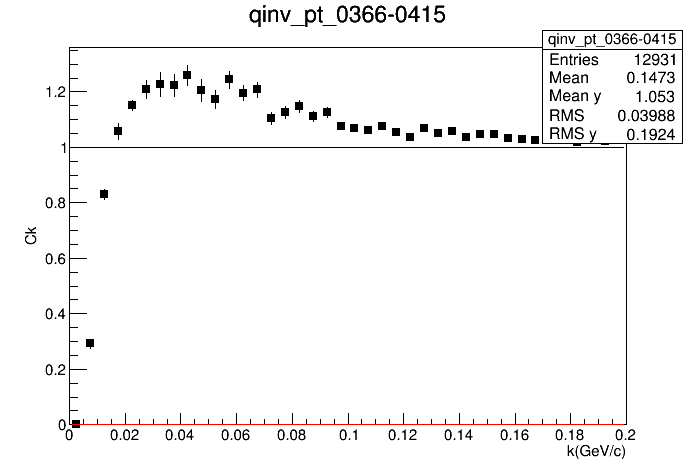 qinv_pt_0366-0415
qinv_pt_0366-0415
Entries 12931
Mean 0.1473
Mean y 1.053
RMS 0.03988
RMS y 0.1924
1.2
1
0.8
0.6
0.4
0.2
0
Ck
0 0.02 0.04 0.06 0.08 0.1 0.12 0.14 0.16 0.18 0.2
k(GeV/c)